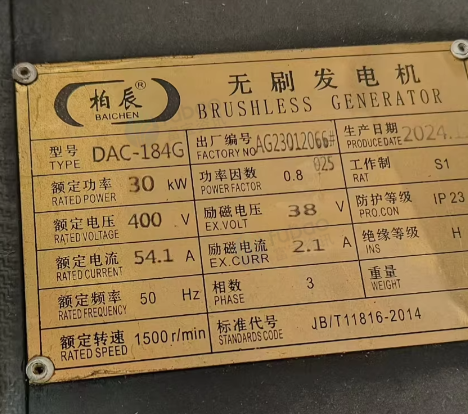 柏辰®
BAICHEN
无刷发电机
BRUSHLESS GENERATOR
型号 TYPE DAC-184G
出厂编号 FACTORY NO AG23012066#
025
生产日期 PRODUCE DATE 2024.1
额定功率 RATED POWER 30 kW
功率因数 POWER FACTOR 0.8
工作制 RAT S1
额定电压 RATED VOLTAGE 400 V
励磁电压 EX.VOLT 38 V
防护等级 PRO.CON IP 23
额定电流 RATED CURRENT 54.1 A
励磁电流 EX.CURR 2.1 A
绝缘等级 INS H
额定频率 RATED FREQUENCY 50 Hz
相数 PHASE 3
重量 WEIGHT
额定转速 RATED SPEED 1500 r/min
标准代号 STANDARDS CODE JB/T11816-2014